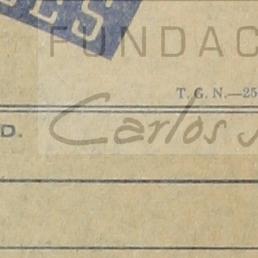 ES
FUNDAC
T. G. N.—25
D.
Carlos